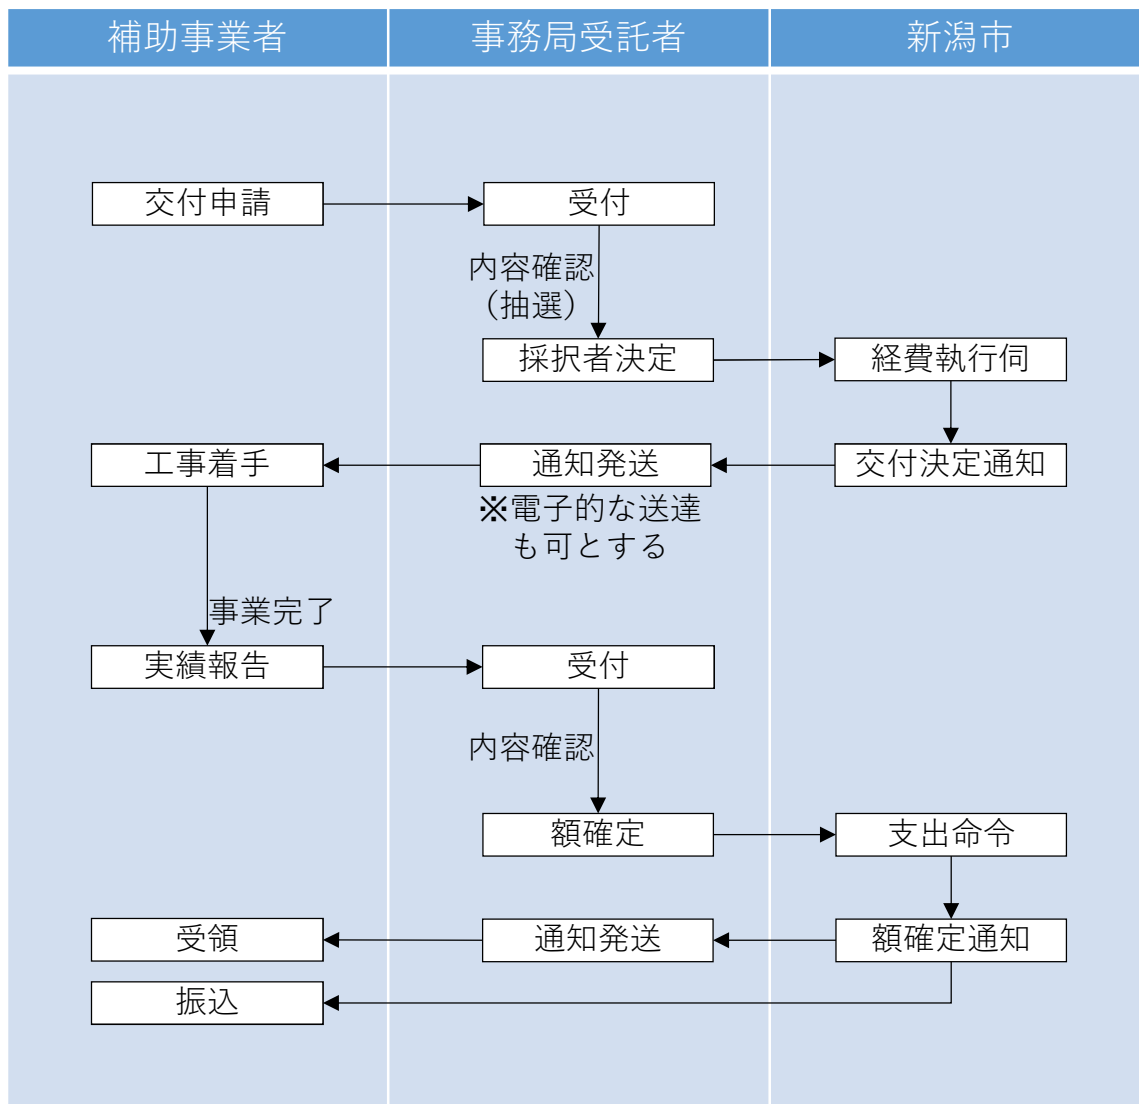 補助事業者
事務局受託者
新潟市
交付申請
受付
内容確認
（抽選）
採択者決定
経費執行伺
工事着手
通知発送
交付決定通知
※電子的な送達
も可とする
事業完了
実績報告
受付
内容確認
額確定
支出命令
受領
通知発送
額確定通知
振込